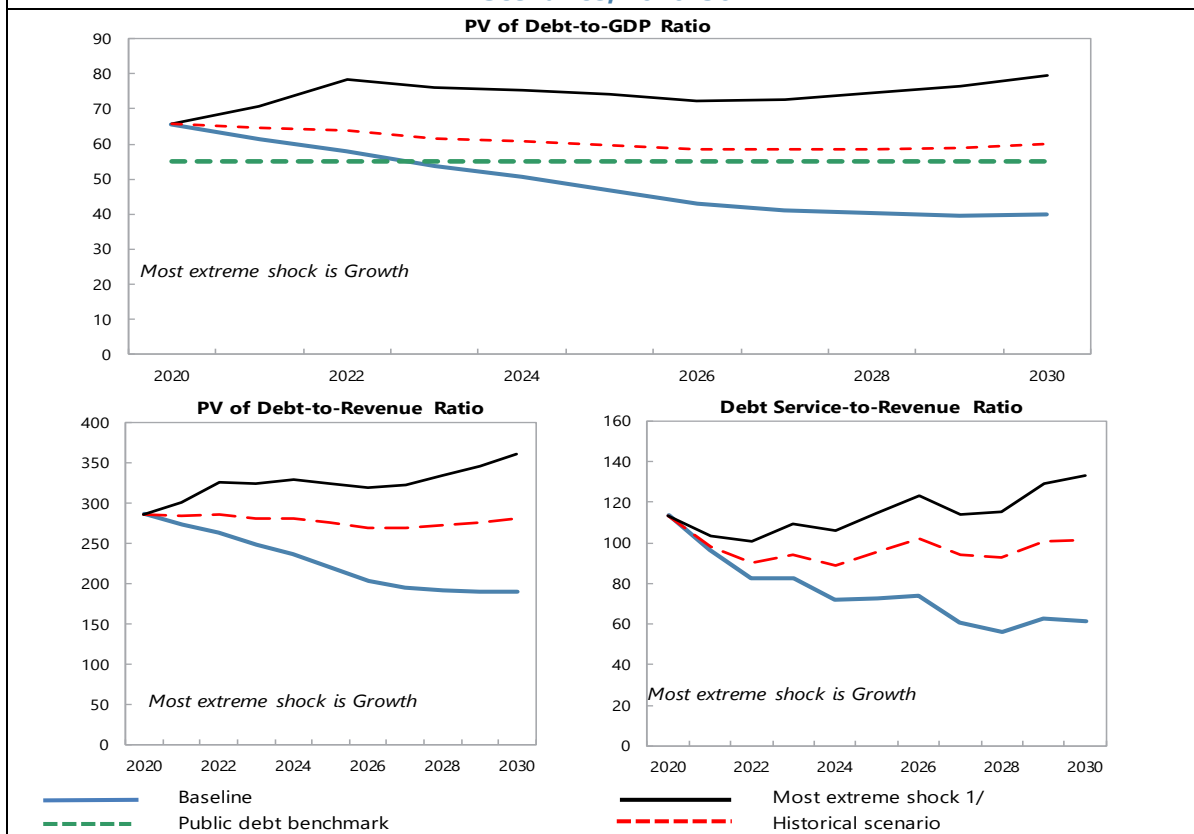 PV of Debt-to-GDP Ratio
90
80
70
60
50
40
30
20
10
0
Most extreme shock is Growth
2020 2022 2024 2026 2028 2030
PV of Debt-to-Revenue Ratio
400
350
300
250
200
150
100
50
0
Most extreme shock is Growth
2020 2022 2024 2026 2028 2030
Debt Service-to-Revenue Ratio
160
140
120
100
80
60
40
20
0
Most extreme shock is Growth
2020 2022 2024 2026 2028 2030
Baseline
Public debt benchmark
Most extreme shock 1/
Historical scenario